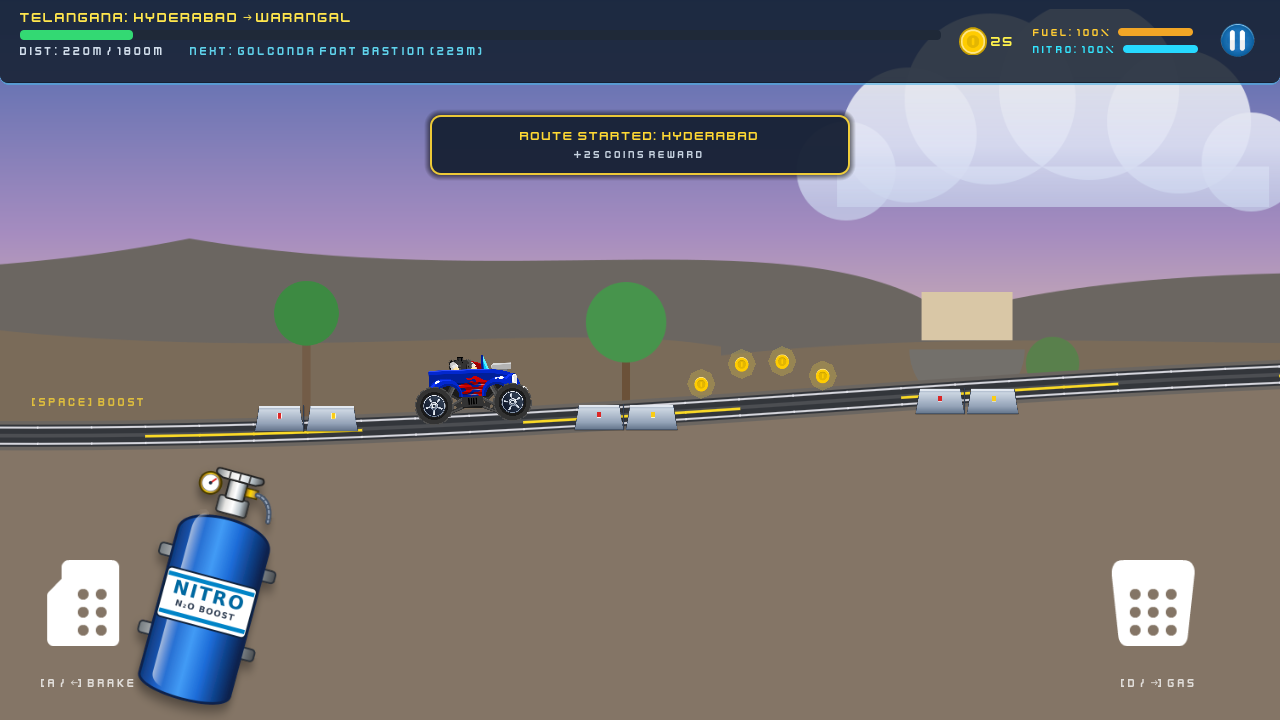 TELANGANA: HYDERABAD → WARANGAL
DIST: 220M / 1800M
NEXT: GOLCONDA FORT BASTION (229M)
25
FUEL: 100%
NITRO: 100%
ROUTE STARTED: HYDERABAD
+25 COINS REWARD
[SPACE] BOOST
NITRO
N₂O BOOST
[A / ←] BRAKE
[D / →] GAS